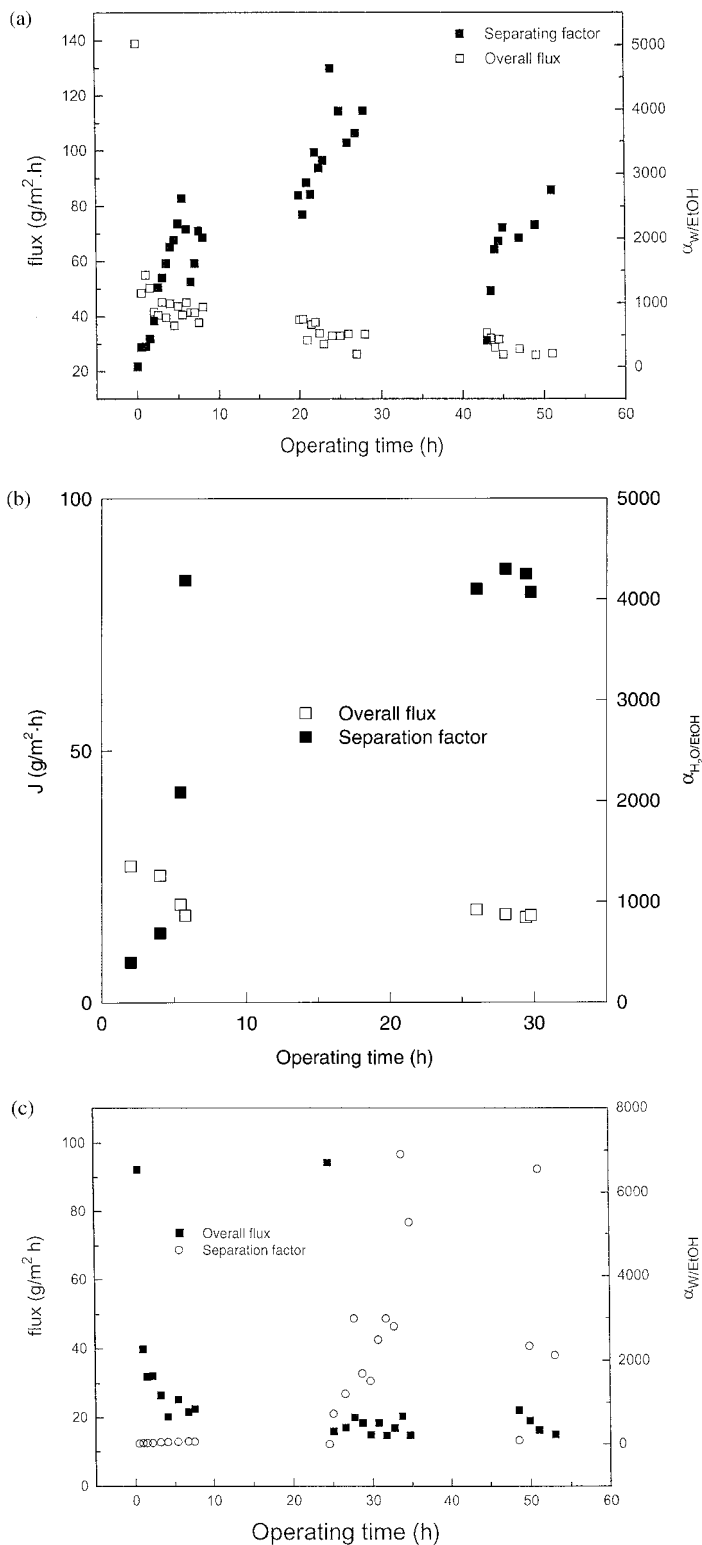 (a)
140
120
100
80
60
40
20
flux (g/m².h)
Separating factor
Overall flux
5000
4000
3000
2000
1000
0
αW/EtOH
0 10 20 30 40 50 60
Operating time (h)
(b)
100
50
0
J (g/m²·h)
Overall flux
Separation factor
5000
4000
3000
2000
1000
0
αH₂O/EtOH
0 10 20 30
Operating time (h)
(c)
100
80
60
40
20
0
flux (g/m² h)
Overall flux
Separation factor
8000
6000
4000
2000
0
αW/EtOH
0 10 20 30 40 50 60
Operating time (h)